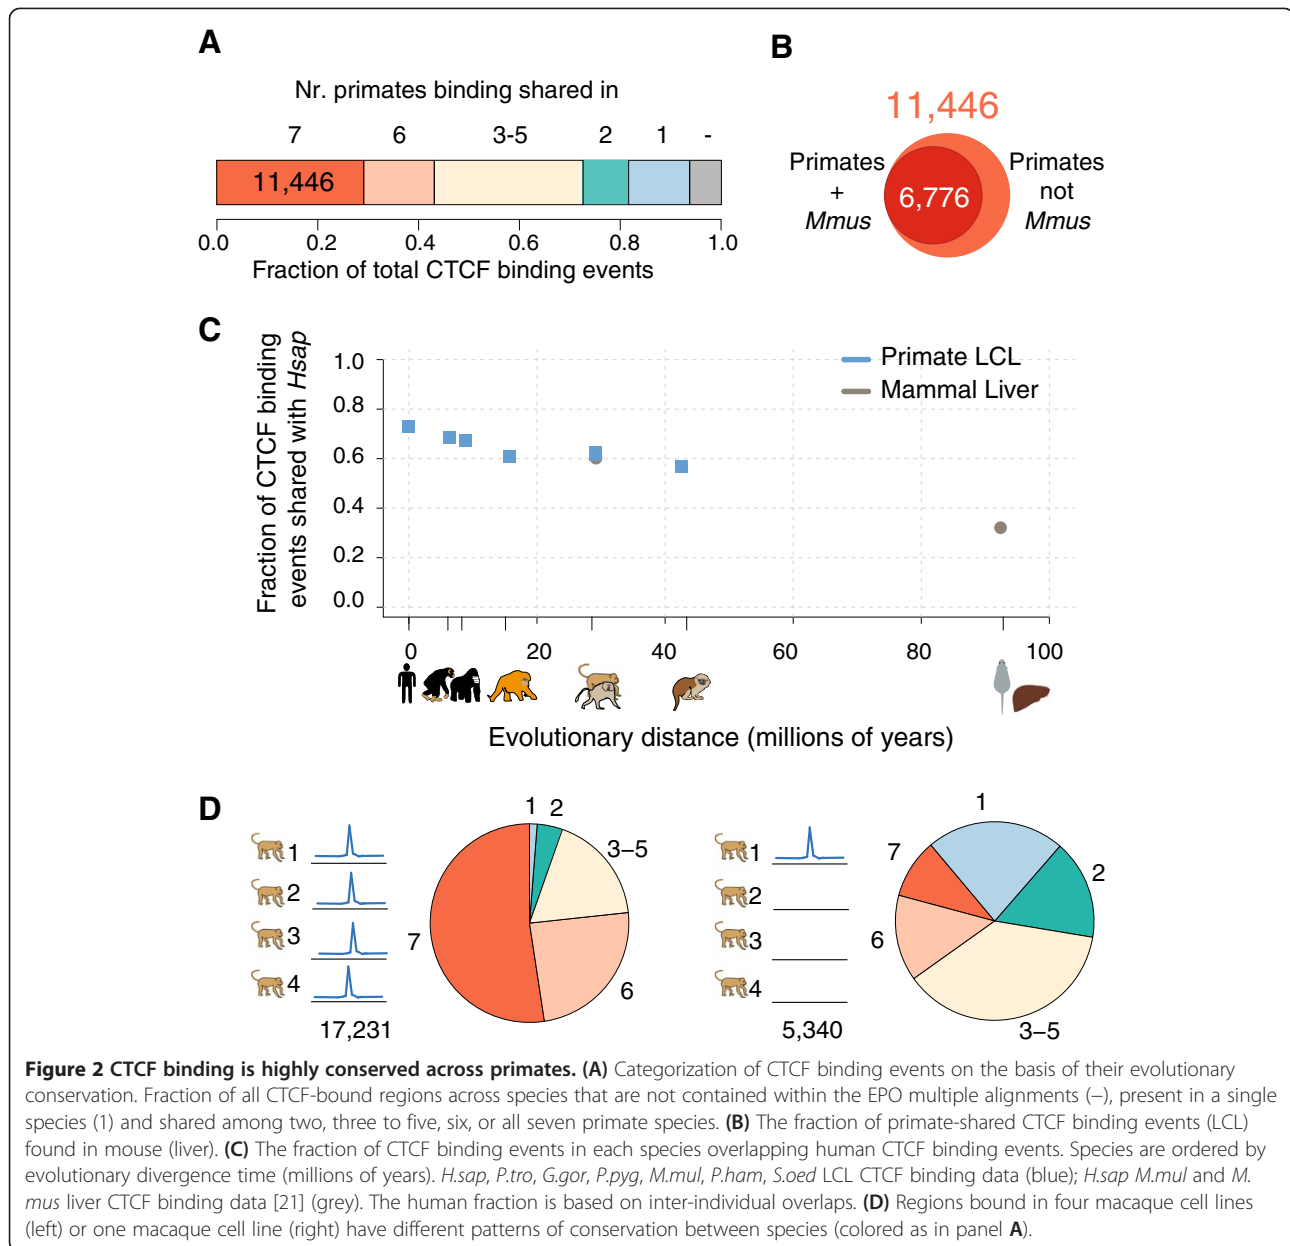 A
Nr. primates binding shared in
7 6 3-5 2 1 -
11,446
0.0 0.2 0.4 0.6 0.8 1.0
Fraction of total CTCF binding events
B
11,446
Primates
+
Mmus
6,776
Primates
not
Mmus
C
Fraction of CTCF binding
events shared with Hsap
1.0
0.8
0.6
0.4
0.2
0.0
Primate LCL
Mammal Liver
0 20 40 60 80 100
Evolutionary distance (millions of years)
D
1
2
3
4
17,231
1
2
3–5
6
7
1
2
3
4
5,340
1
2
3–5
6
7
Figure 2 CTCF binding is highly conserved across primates. (A) Categorization of CTCF binding events on the basis of their evolutionary
conservation. Fraction of all CTCF-bound regions across species that are not contained within the EPO multiple alignments (–), present in a single
species (1) and shared among two, three to five, six, or all seven primate species. (B) The fraction of primate-shared CTCF binding events (LCL)
found in mouse (liver). (C) The fraction of CTCF binding events in each species overlapping human CTCF binding events. Species are ordered by
evolutionary divergence time (millions of years). H.sap, P.tro, G.gor, P.pyg, M.mul, P.ham, S.oed LCL CTCF binding data (blue); H.sap M.mul and M.
mus liver CTCF binding data [21] (grey). The human fraction is based on inter-individual overlaps. (D) Regions bound in four macaque cell lines
(left) or one macaque cell line (right) have different patterns of conservation between species (colored as in panel A).